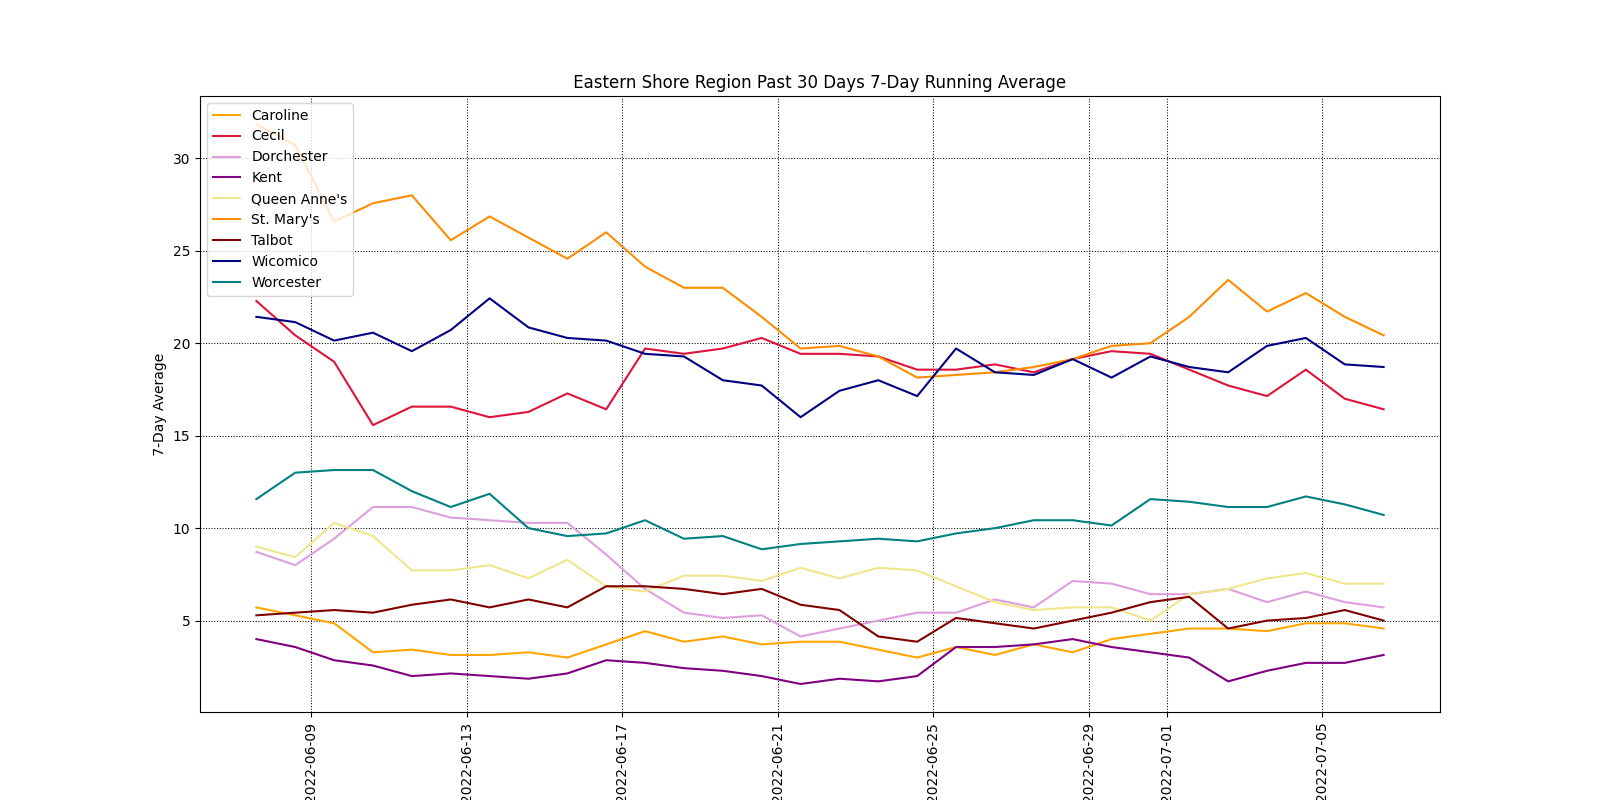 Eastern Shore Region Past 30 Days 7-Day Running Average
Caroline
Cecil
Dorchester
Kent
Queen Anne's
St. Mary's
Talbot
Wicomico
Worcester
30
25
20
15
10
5
7-Day Average
2022-06-09
2022-06-13
2022-06-17
2022-06-21
2022-06-25
2022-06-29
2022-07-01
2022-07-05